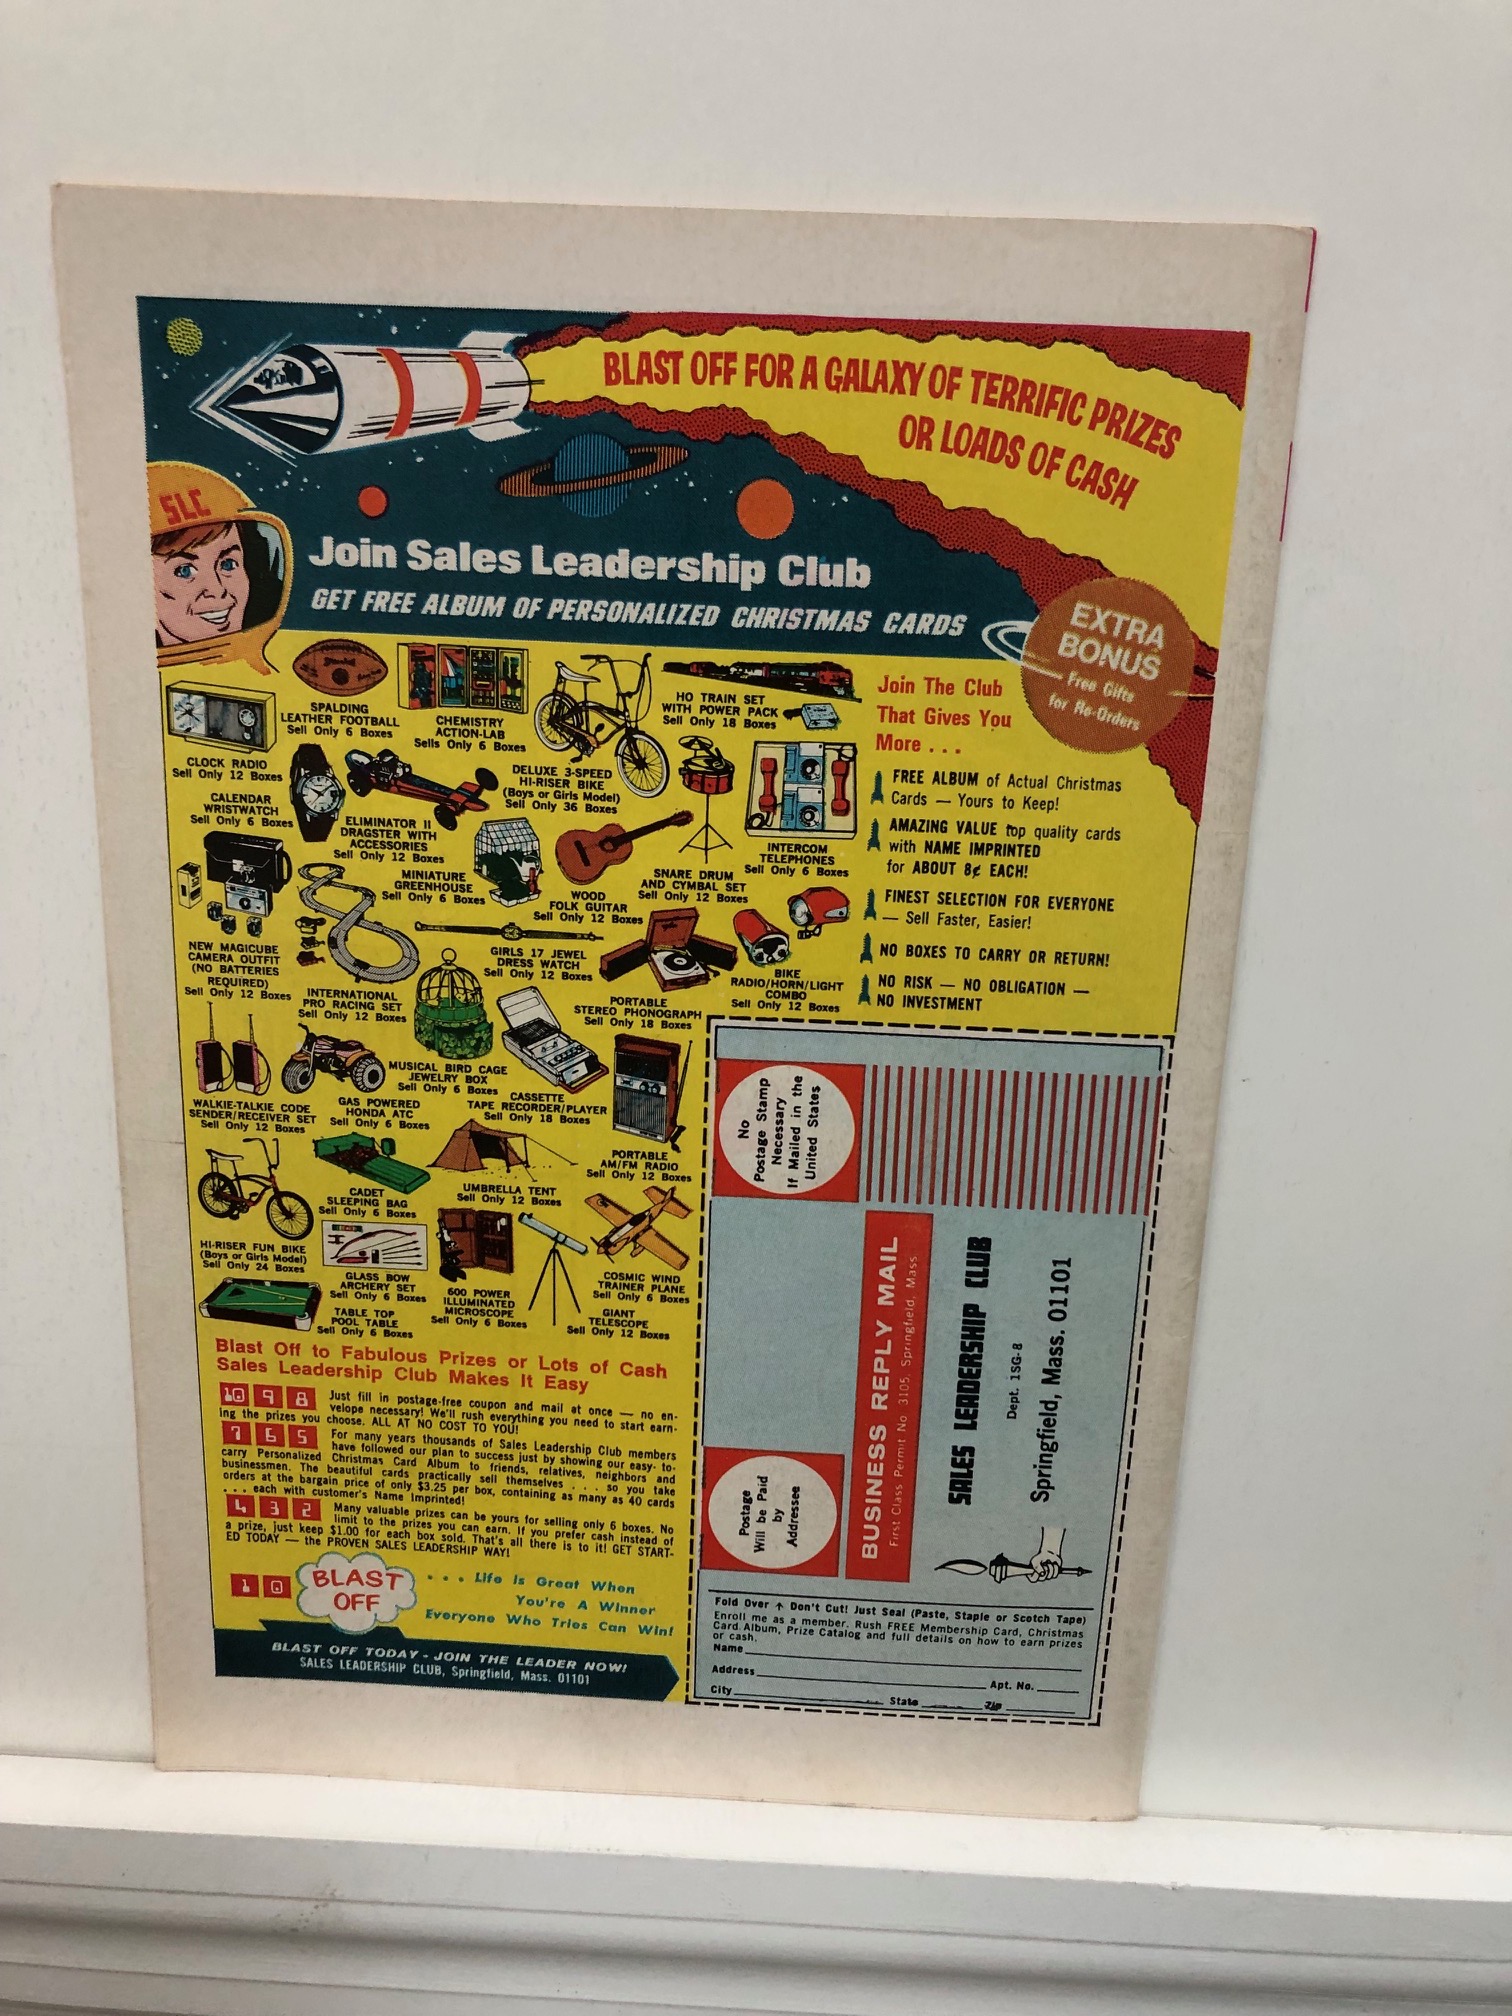 BLAST OFF FOR A GALAXY OF TERRIFIC PRIZES
OR LOADS OF CASH
SLC
Join Sales Leadership Club
GET FREE ALBUM OF PERSONALIZED CHRISTMAS CARDS
EXTRA
BONUS
Free Gifts
for Re-Orders
SPALDING
LEATHER FOOTBALL
Sell Only 6 Boxes
CHEMISTRY
ACTION-LAB
Sells Only 6 Boxes
HO TRAIN SET
WITH POWER PACK
Sell Only 18 Boxes
CLOCK RADIO
Sell Only 12 Boxes
CALENDAR
WRISTWATCH
Sell Only 6 Boxes
DELUXE 3-SPEED
HI-RISER BIKE
(Boys or Girls Model)
Sell Only 36 Boxes
ELIMINATOR II
DRAGSTER WITH
ACCESSORIES
Sell Only 12 Boxes
INTERCOM
TELEPHONES
Sell Only 6 Boxes
MINIATURE
GREENHOUSE
Sell Only 6 Boxes
WOOD
FOLK GUITAR
Sell Only 12 Boxes
SNARE DRUM
AND CYMBAL SET
Sell Only 12 Boxes
NEW MAGICUBE
CAMERA OUTFIT
(NO BATTERIES
REQUIRED)
Sell Only 12 Boxes
INTERNATIONAL
PRO RACING SET
Sell Only 12 Boxes
GIRLS 17 JEWEL
DRESS WATCH
Sell Only 12 Boxes
PORTABLE
STEREO PHONOGRAPH
Sell Only 18 Boxes
BIKE
RADIO/HORN/LIGHT
COMBO
Sell Only 12 Boxes
WALKIE-TALKIE CODE
SENDER/RECEIVER SET
Sell Only 12 Boxes
GAS POWERED
HONDA ATC
Sell Only 6 Boxes
MUSICAL BIRD CAGE
JEWELRY BOX
Sell Only 6 Boxes
CASSETTE
TAPE RECORDER/PLAYER
Sell Only 18 Boxes
PORTABLE
AM/FM RADIO
Sell Only 12 Boxes
CADET
SLEEPING BAG
Sell Only 6 Boxes
UMBRELLA TENT
Sell Only 12 Boxes
HI-RISER FUN BIKE
(Boys or Girls Model)
Sell Only 24 Boxes
GLASS BOW
ARCHERY SET
Sell Only 6 Boxes
600 POWER
ILLUMINATED
MICROSCOPE
Sell Only 6 Boxes
COSMIC WIND
TRAINER PLANE
Sell Only 6 Boxes
TABLE TOP
POOL TABLE
Sell Only 6 Boxes
GIANT
TELESCOPE
Sell Only 12 Boxes
Join The Club
That Gives You
More . . .
FREE ALBUM of Actual Christmas
Cards — Yours to Keep!
AMAZING VALUE top quality cards
with NAME IMPRINTED
for ABOUT 8¢ EACH!
FINEST SELECTION FOR EVERYONE
— Sell Faster, Easier!
NO BOXES TO CARRY OR RETURN!
NO RISK — NO OBLIGATION —
NO INVESTMENT
Blast Off to Fabulous Prizes or Lots of Cash
Sales Leadership Club Makes It Easy
10 9 8 Just fill in postage-free coupon and mail at once — no en-
velope necessary! We'll rush everything you need to start earn-
ing the prizes you choose. ALL AT NO COST TO YOU!
7 6 5 For many years thousands of Sales Leadership Club members
have followed our plan to success just by showing our easy-to-
carry Personalized Christmas Card Album to friends, relatives, neighbors and
businessmen. The beautiful cards practically sell themselves . . . so you take
orders at the bargain price of only $3.25 per box, containing as many as 40 cards
. . . each with customer's Name Imprinted!
4 3 2 Many valuable prizes can be yours for selling only 6 boxes. No
limit to the prizes you can earn. If you prefer cash instead of
a prize, just keep $1.00 for each box sold. That's all there is to it! GET START-
ED TODAY — the PROVEN SALES LEADERSHIP WAY!
1 0 BLAST
OFF
. . . Life Is Great When
You're A Winner
Everyone Who Tries Can Win!
BLAST OFF TODAY - JOIN THE LEADER NOW!
SALES LEADERSHIP CLUB, Springfield, Mass. 01101
No
Postage Stamp
Necessary
If Mailed in the
United States
Postage
Will be Paid
by
Addressee
BUSINESS REPLY MAIL
First Class Permit No 3105, Springfield, Mass
SALES LEADERSHIP CLUB
Dept. 1SG-8
Springfield, Mass. 01101
Fold Over ↑ Don't Cut! Just Seal (Paste, Staple or Scotch Tape)
Enroll me as a member. Rush FREE Membership Card, Christmas
Card Album, Prize Catalog and full details on how to earn prizes
or cash.
Name
Address Apt. No.
City State Zip